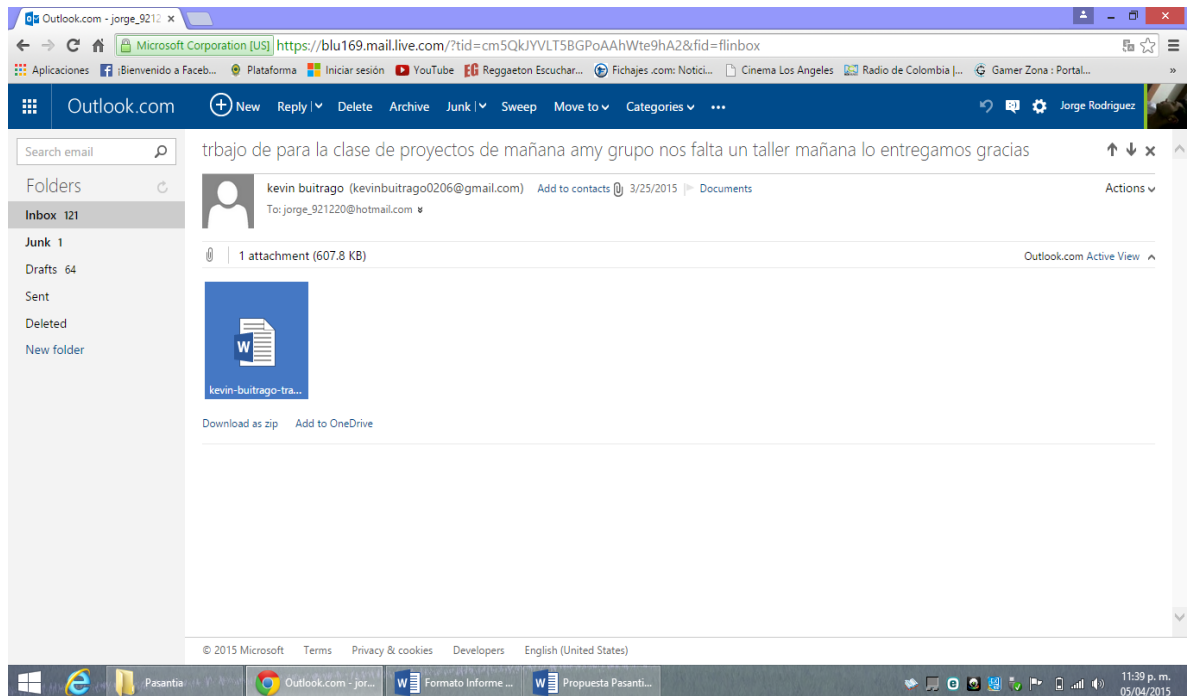 Outlook.com - jorge_9212
Microsoft Corporation [US] https://blu169.mail.live.com/?tid=cm5QkJYVLT5BGPoAAhWte9hA2&fid=flinbox
Aplicaciones ¡Bienvenido a Faceb... Plataforma Iniciar sesión YouTube Reggaeton Escuchar... Fichajes .com: Notici... Cinema Los Angeles Radio de Colombia |... Gamer Zona : Portal... »
Outlook.com New Reply Delete Archive Junk Sweep Move to Categories ••• Jorge Rodriguez
Search email
trbajo de para la clase de proyectos de mañana amy grupo nos falta un taller mañana lo entregamos gracias
Folders
kevin buitrago (kevinbuitrago0206@gmail.com) Add to contacts 3/25/2015 Documents Actions
To: jorge_921220@hotmail.com
Inbox 121
Junk 1
Drafts 64
Sent
Deleted
New folder
1 attachment (607.8 KB) Outlook.com Active View
W
kevin-buitrago-tra...
Download as zip Add to OneDrive
© 2015 Microsoft Terms Privacy & cookies Developers English (United States)
Pasantia Outlook.com - jor... Formato Informe ... Propuesta Pasanti... 11:39 p. m.
05/04/2015